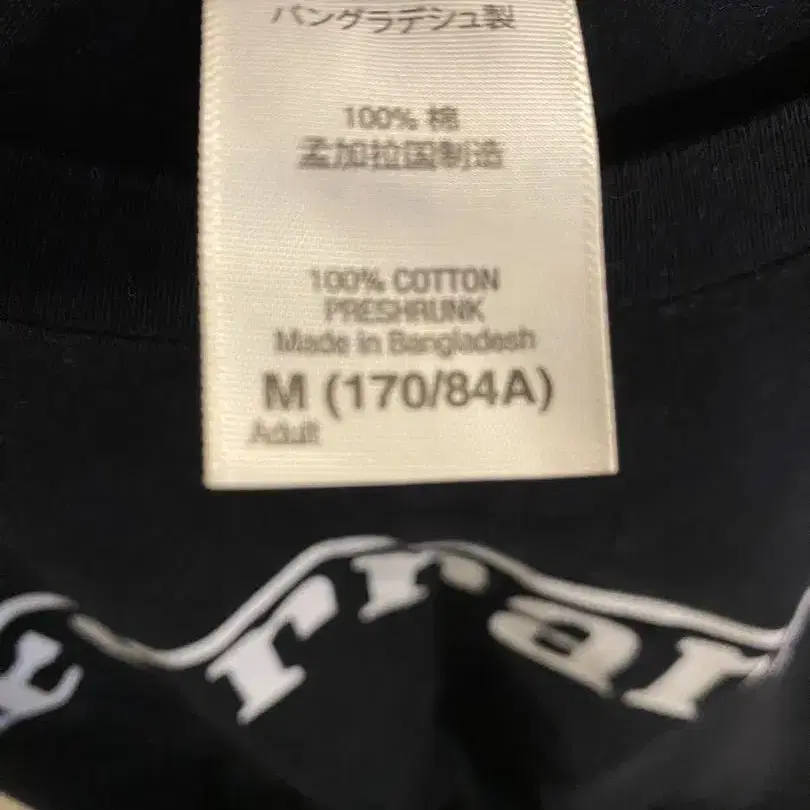 バングラデシュ製
100% 棉
孟加拉国制造
100% COTTON
PRESHRUNK
Made in Bangladesh
M (170/84A)
Adult